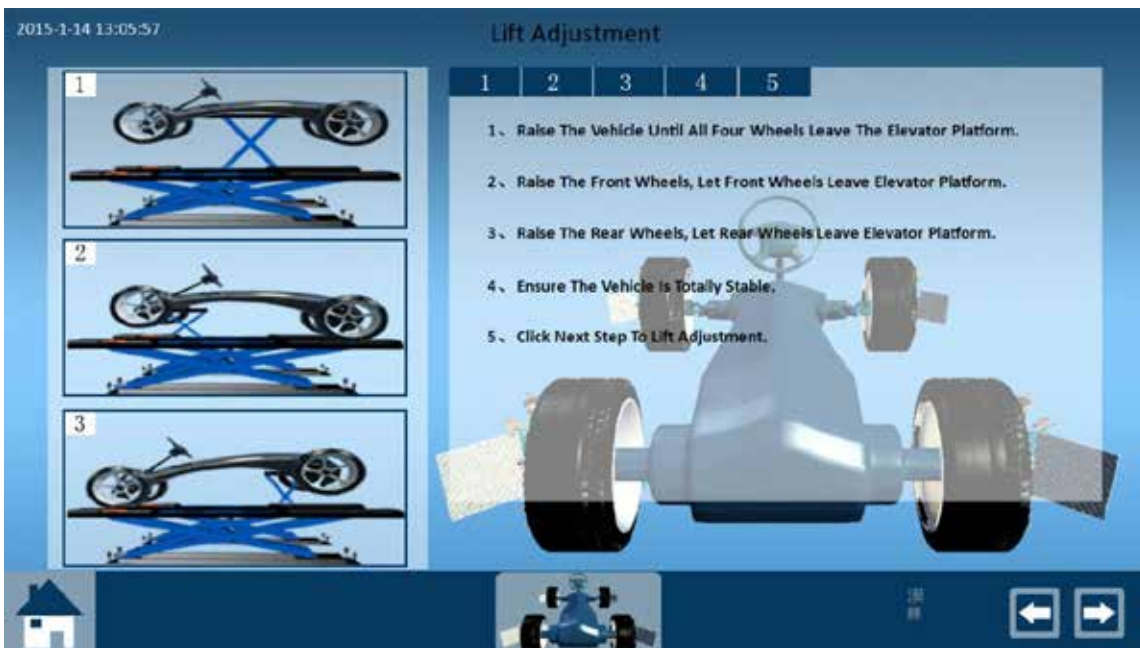 2015-1-14 13:05:57
Lift Adjustment
1
2
3
1 2 3 4 5
1、Raise The Vehicle Until All Four Wheels Leave The Elevator Platform.
2、Raise The Front Wheels, Let Front Wheels Leave Elevator Platform.
3、Raise The Rear Wheels, Let Rear Wheels Leave Elevator Platform.
4、Ensure The Vehicle Is Totally Stable.
5、Click Next Step To Lift Adjustment.